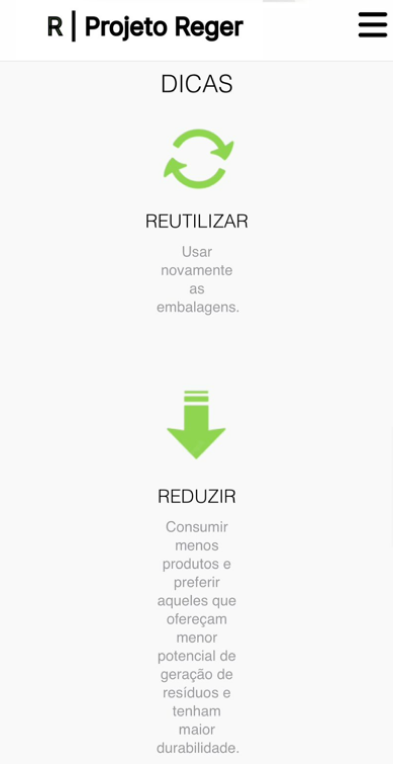 R | Projeto Reger
DICAS
REUTILIZAR
Usar
novamente
as
embalagens.
REDUZIR
Consumir
menos
produtos e
preferir
aqueles que
ofereçam
menor
potencial de
geração de
resíduos e
tenham
maior
durabilidade.